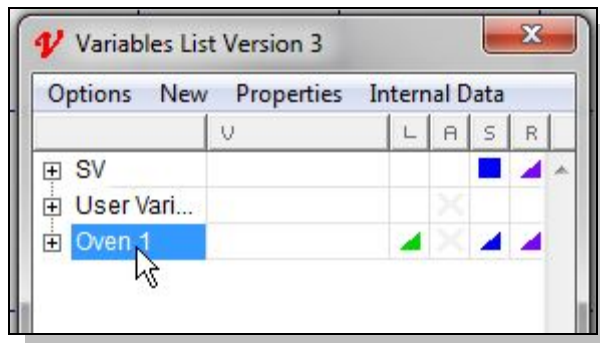 Variables List Version 3
Options New Properties Internal Data
V L A S R
SV
User Vari...
Oven 1